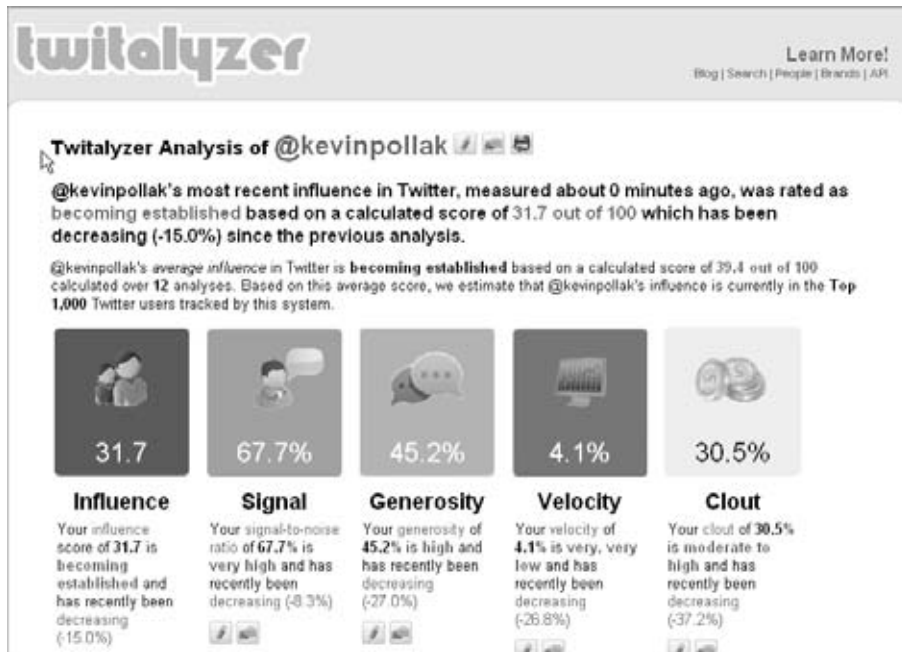 twitalyzer
Learn More!
Blog | Search | People | Brands | API
Twitalyzer Analysis of @kevinpollak
@kevinpollak's most recent influence in Twitter, measured about 0 minutes ago, was rated as
becoming established based on a calculated score of 31.7 out of 100 which has been
decreasing (-15.0%) since the previous analysis.
@kevinpollak's average influence in Twitter is becoming established based on a calculated score of 39.4 out of 100
calculated over 12 analyses. Based on this average score, we estimate that @kevinpollak's influence is currently in the Top
1,000 Twitter users tracked by this system.
31.7
Influence
Your influence
score of 31.7 is
becoming
established and
has recently been
decreasing
(-15.0%)
67.7%
Signal
Your signal-to-noise
ratio of 67.7% is
very high and has
recently been
decreasing (-8.3%)
45.2%
Generosity
Your generosity of
45.2% is high and
has recently been
decreasing
(-27.0%)
4.1%
Velocity
Your velocity of
4.1% is very, very
low and has
recently been
decreasing
(-26.8%)
30.5%
Clout
Your clout of 30.5%
is moderate to
high and has
recently been
decreasing
(-37.2%)